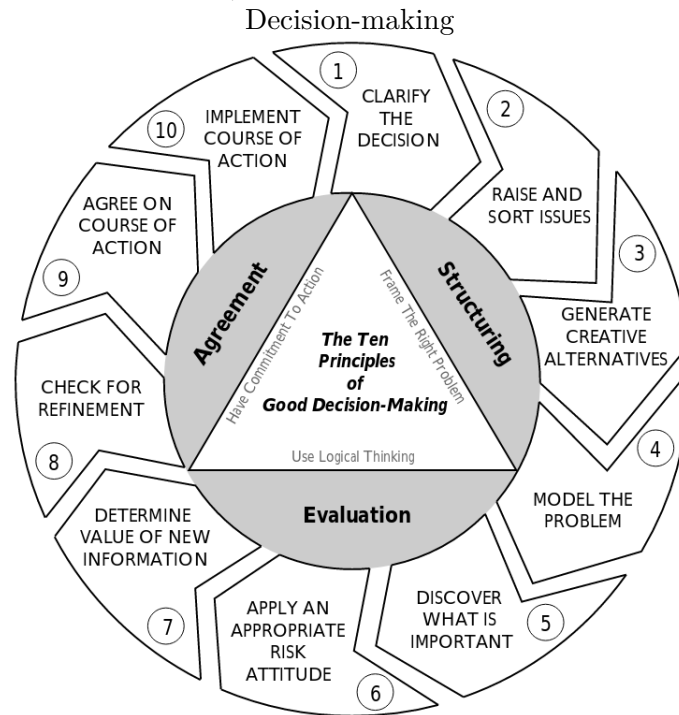 Decision-making
1
CLARIFY
THE
DECISION
2
RAISE AND
SORT ISSUES
3
GENERATE
CREATIVE
ALTERNATIVES
4
MODEL THE
PROBLEM
5
DISCOVER
WHAT IS
IMPORTANT
6
APPLY AN
APPROPRIATE
RISK
ATTITUDE
7
DETERMINE
VALUE OF NEW
INFORMATION
8
CHECK FOR
REFINEMENT
9
AGREE ON
COURSE OF
ACTION
10
IMPLEMENT
COURSE OF
ACTION
Agreement
Structuring
Evaluation
Have Commitment To Action
Frame The Right Problem
Use Logical Thinking
The Ten
Principles
of
Good Decision-Making